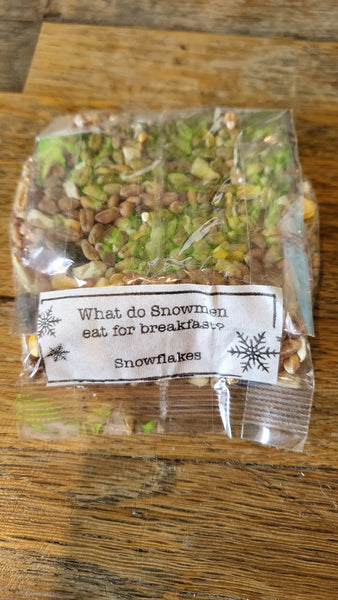 What do Snowmen
eat for breakfast?
Snowflakes